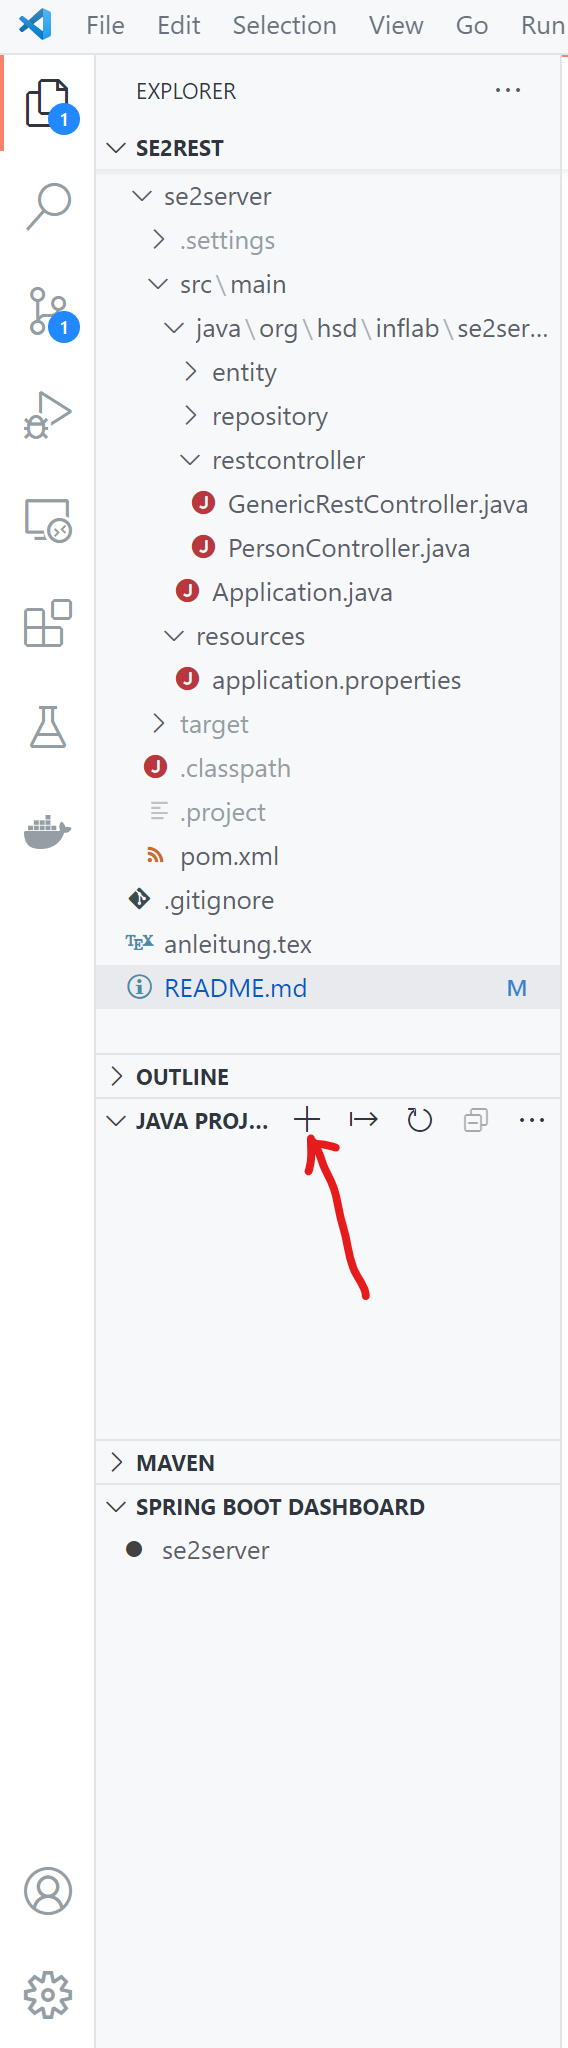 File Edit Selection View Go Run
EXPLORER ...
1
SE2REST
se2server
.settings
src\main
1
java\org\hsd\inflab\se2ser...
entity
repository
restcontroller
J GenericRestController.java
J PersonController.java
J Application.java
resources
J application.properties
target
J .classpath
.project
pom.xml
.gitignore
TEX anleitung.tex
README.md M
OUTLINE
JAVA PROJ... ...
MAVEN
SPRING BOOT DASHBOARD
se2server